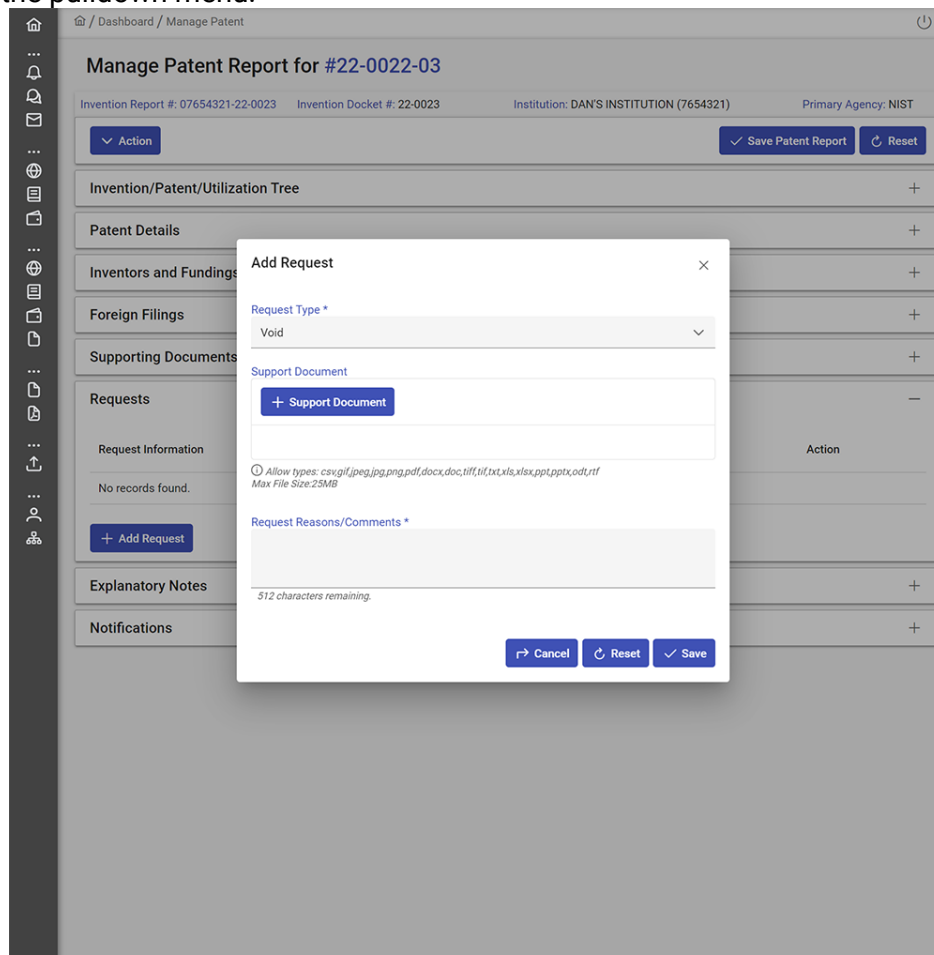 the pulldown menu.
/ Dashboard / Manage Patent
Manage Patent Report for #22-0022-03
Invention Report #: 07654321-22-0023 Invention Docket #: 22-0023 Institution: DAN'S INSTITUTION (7654321) Primary Agency: NIST
Action Save Patent Report Reset
Invention/Patent/Utilization Tree
Patent Details
Add Request
Inventors and Fundings
Request Type *
Foreign Filings
Void
Supporting Documents
Support Document
Requests
+ Support Document
Request Information Action
Allow types: csv,gif,jpeg,jpg,png,pdf,docx,doc,tiff,tif,txt,xls,xlsx,ppt,pptx,odt,rtf
Max File Size:25MB
No records found.
Request Reasons/Comments *
+ Add Request
Explanatory Notes
512 characters remaining.
Notifications
Cancel Reset Save